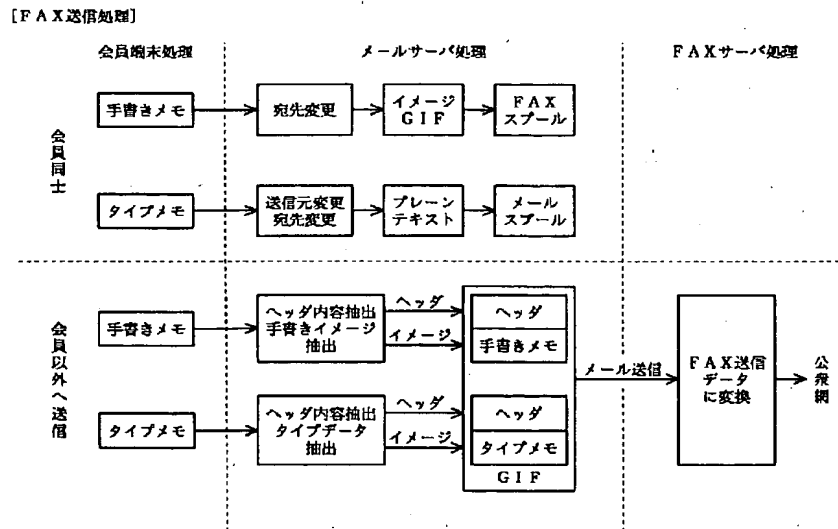 [ＦＡＸ送信処理]
会員端末処理
メールサーバ処理
ＦＡＸサーバ処理
会員同士
手書きメモ
宛先変更
イメージ
ＧＩＦ
ＦＡＸ
スプール
タイプメモ
送信元変更
宛先変更
プレーン
テキスト
メール
スプール
会員以外へ送信
手書きメモ
ヘッダ内容抽出
手書きイメージ
抽出
ヘッダ
イメージ
ヘッダ
手書きメモ
メール送信
ＦＡＸ送信
データ
に変換
公衆網
タイプメモ
ヘッダ内容抽出
タイプデータ
抽出
ヘッダ
イメージ
ヘッダ
タイプメモ
ＧＩＦ